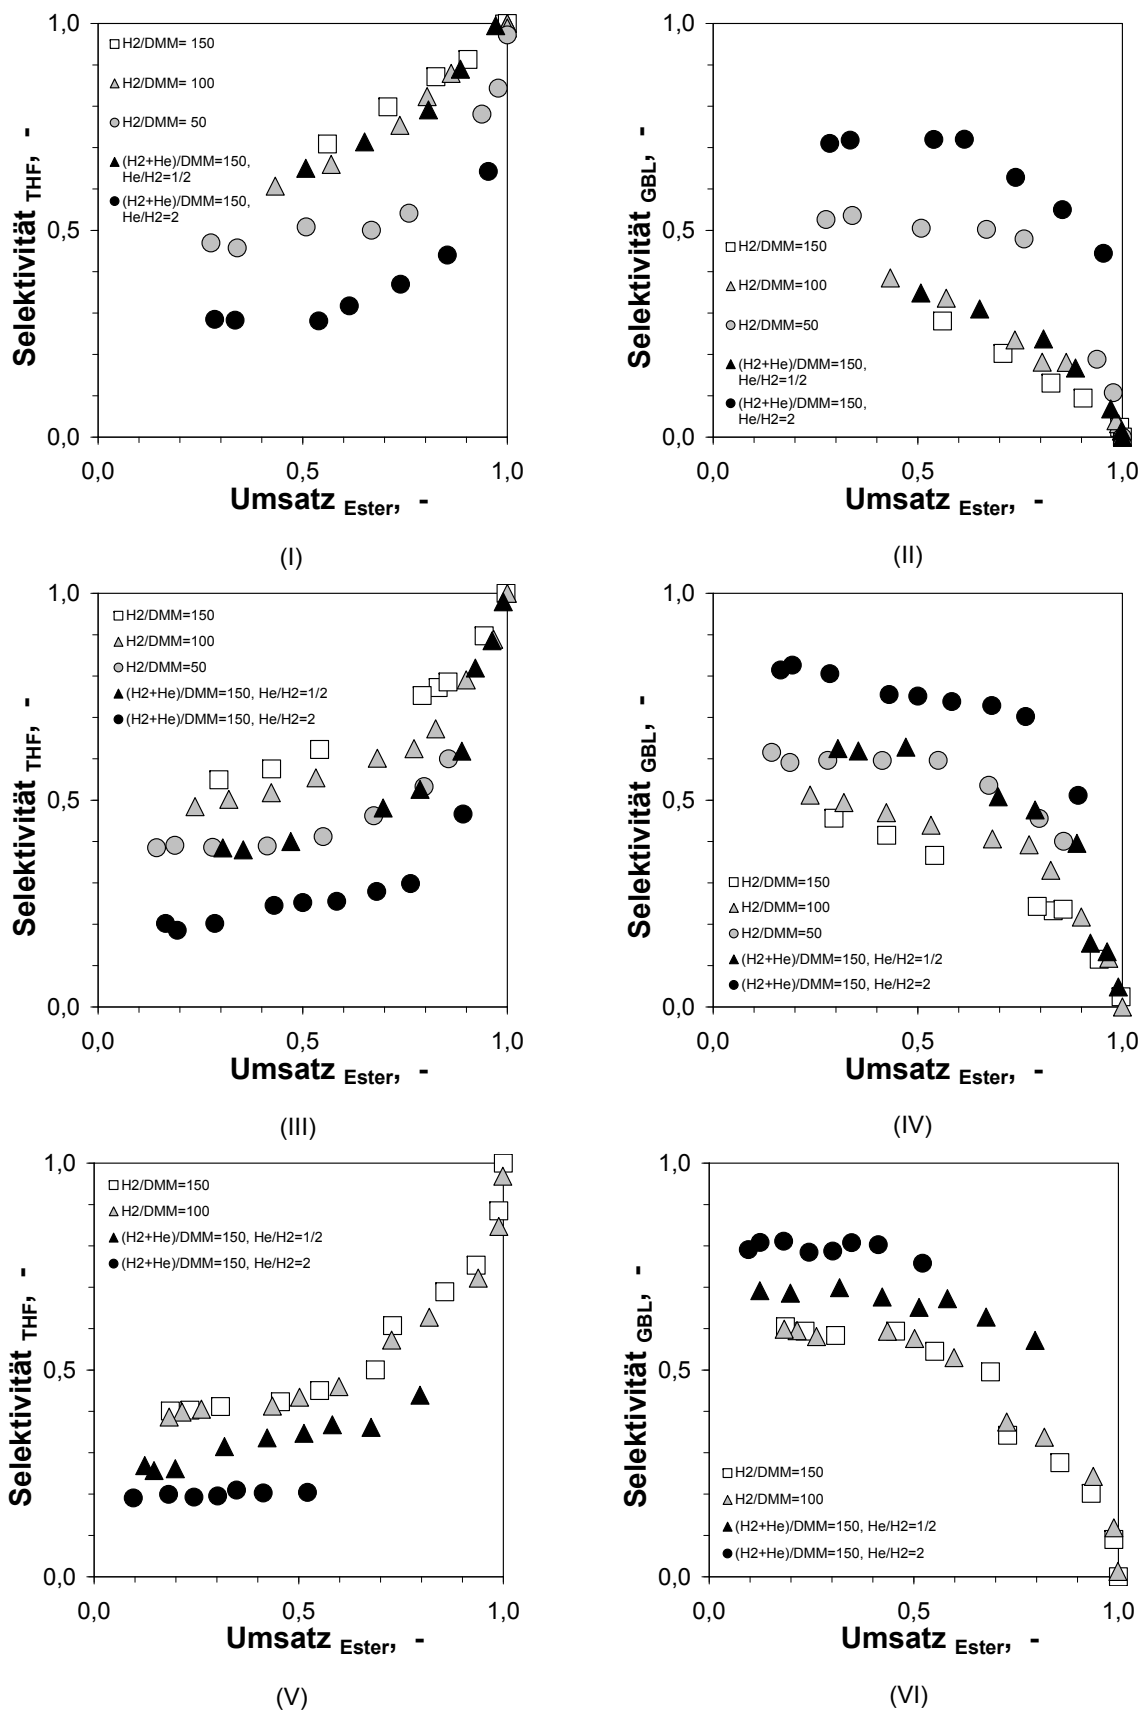 1,0
0,5
0,0
0,0
0,5
1,0
Selektivität THF, -
Umsatz Ester, -
H2/DMM= 150
H2/DMM= 100
H2/DMM= 50
(H2+He)/DMM=150,
He/H2=1/2
(H2+He)/DMM=150,
He/H2=2
(I)
1,0
0,5
0,0
0,0
0,5
1,0
Selektivität GBL, -
Umsatz Ester, -
H2/DMM=150
H2/DMM=100
H2/DMM=50
(H2+He)/DMM=150,
He/H2=1/2
(H2+He)/DMM=150,
He/H2=2
(II)
1,0
0,5
0,0
0,0
0,5
1,0
Selektivität THF, -
Umsatz Ester, -
H2/DMM=150
H2/DMM=100
H2/DMM=50
(H2+He)/DMM=150, He/H2=1/2
(H2+He)/DMM=150, He/H2=2
(III)
1,0
0,5
0,0
0,0
0,5
1,0
Selektivität GBL, -
Umsatz Ester, -
H2/DMM=150
H2/DMM=100
H2/DMM=50
(H2+He)/DMM=150, He/H2=1/2
(H2+He)/DMM=150, He/H2=2
(IV)
1,0
0,5
0,0
0,0
0,5
1,0
Selektivität THF, -
Umsatz Ester, -
H2/DMM=150
H2/DMM=100
(H2+He)/DMM=150, He/H2=1/2
(H2+He)/DMM=150, He/H2=2
(V)
1,0
0,5
0,0
0,0
0,5
1,0
Selektivität GBL, -
Umsatz Ester, -
H2/DMM=150
H2/DMM=100
(H2+He)/DMM=150, He/H2=1/2
(H2+He)/DMM=150, He/H2=2
(VI)